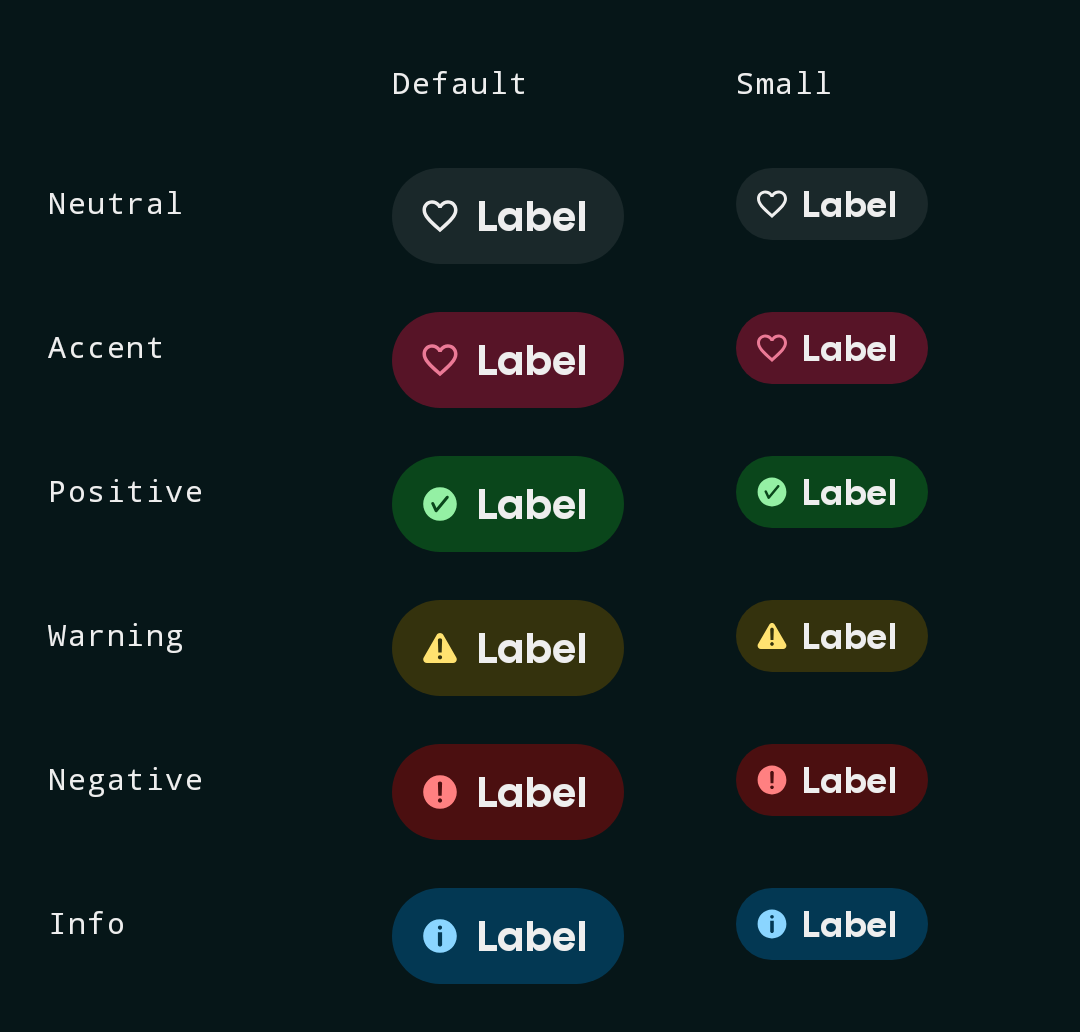 Default Small
Neutral Label Label
Accent Label Label
Positive Label Label
Warning Label Label
Negative Label Label
Info Label Label